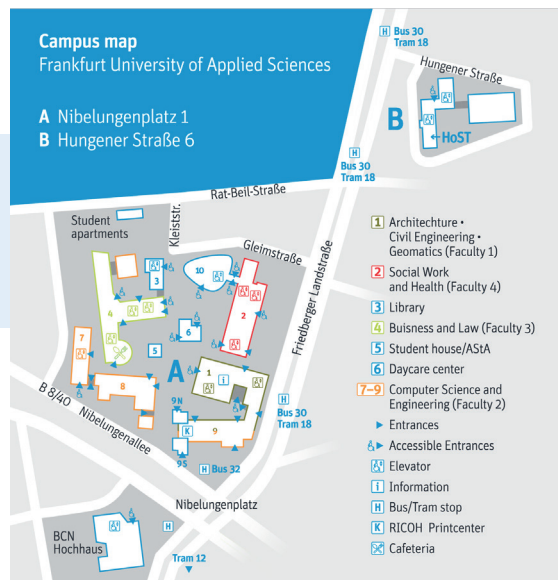 Campus map
Frankfurt University of Applied Sciences
A Nibelungenplatz 1
B Hungener Straße 6
H Bus 30
Tram 18
Hungener Straße
B
HoST
H
Bus 30
Tram 18
Rat-Beil-Straße
Student
apartments
Kleiststr.
Gleimstraße
Friedberger Landstraße
10
3
4
2
6
5
7
A
1
i
8
9N
K
9
9S
H
Bus 30
Tram 18
H Bus 32
B 8/40 Nibelungenallee
Nibelungenplatz
BCN
Hochhaus
H
Tram 12
1 Architechture •
Civil Engineering •
Geomatics (Faculty 1)
2 Social Work
and Health (Faculty 4)
3 Library
4 Buisness and Law (Faculty 3)
5 Student house/AStA
6 Daycare center
7–9 Computer Science and
Engineering (Faculty 2)
Entrances
Accessible Entrances
Elevator
i Information
H Bus/Tram stop
K RICOH Printcenter
Cafeteria